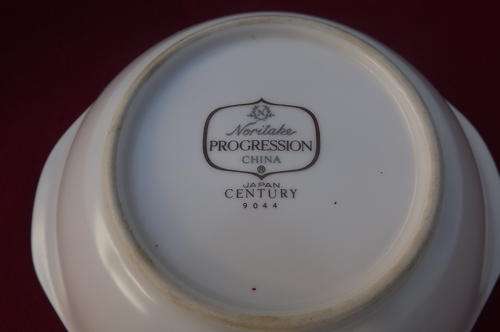 N
Noritake
PROGRESSION
CHINA
®
JAPAN
CENTURY
9044